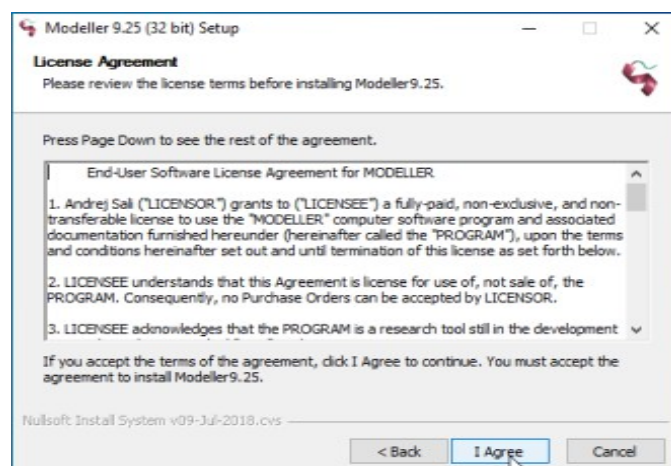 Modeller 9.25 (32 bit) Setup
License Agreement
Please review the license terms before installing Modeller9.25.
Press Page Down to see the rest of the agreement.
End-User Software License Agreement for MODELLER
1. Andrej Sali ("LICENSOR") grants to ("LICENSEE") a fully-paid, non-exclusive, and non-
transferable license to use the "MODELLER" computer software program and associated
documentation furnished hereunder (hereinafter called the "PROGRAM"), upon the terms
and conditions hereinafter set out and until termination of this license as set forth below.
2. LICENSEE understands that this Agreement is license for use of, not sale of, the
PROGRAM. Consequently, no Purchase Orders can be accepted by LICENSOR.
3. LICENSEE acknowledges that the PROGRAM is a research tool still in the development
If you accept the terms of the agreement, click I Agree to continue. You must accept the
agreement to install Modeller9.25.
Nullsoft Install System v09-Jul-2018.cvs
< Back I Agree Cancel